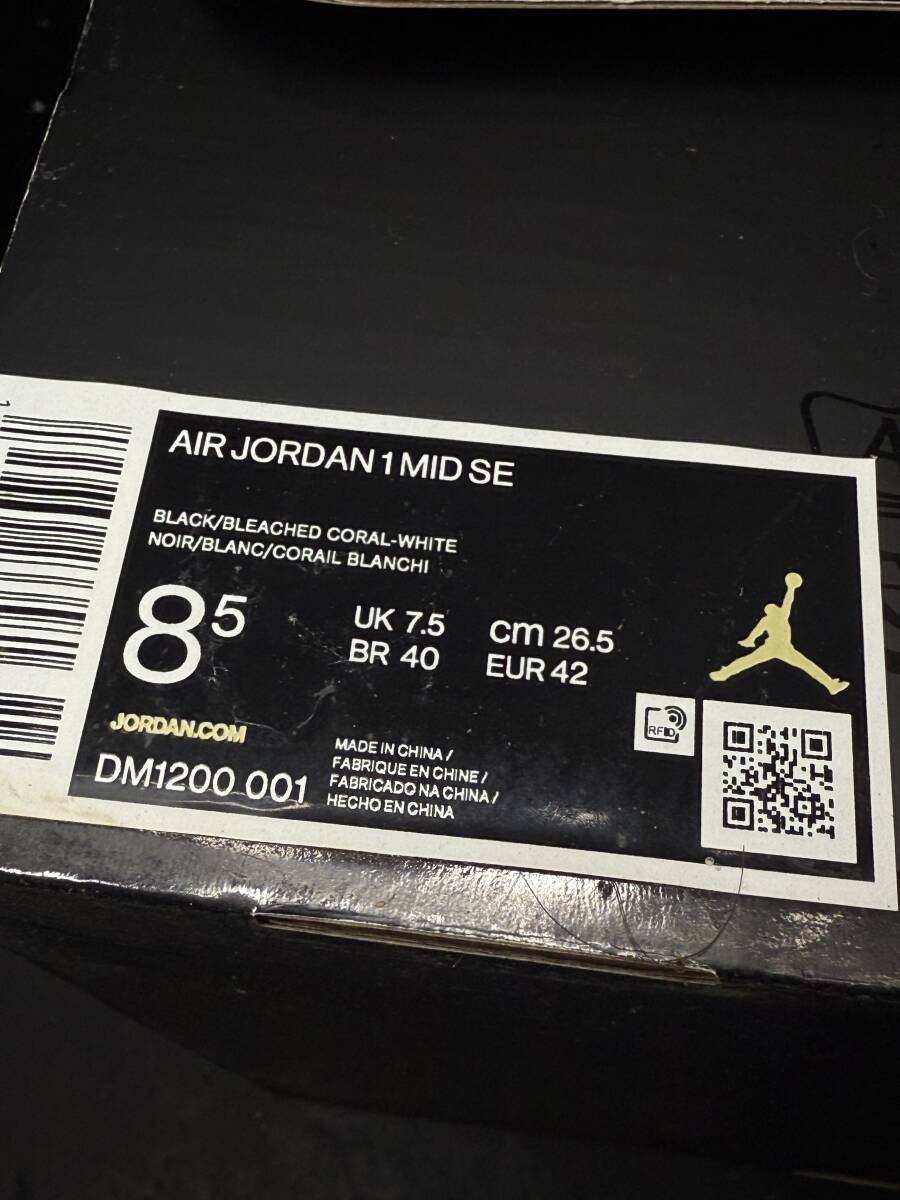 AIR JORDAN 1 MID SE
BLACK/BLEACHED CORAL-WHITE
NOIR/BLANC/CORAIL BLANCHI
8 5
UK 7.5
BR 40
cm 26.5
EUR 42
JORDAN.COM
DM1200 001
MADE IN CHINA /
FABRIQUE EN CHINE /
FABRICADO NA CHINA /
HECHO EN CHINA
RFID